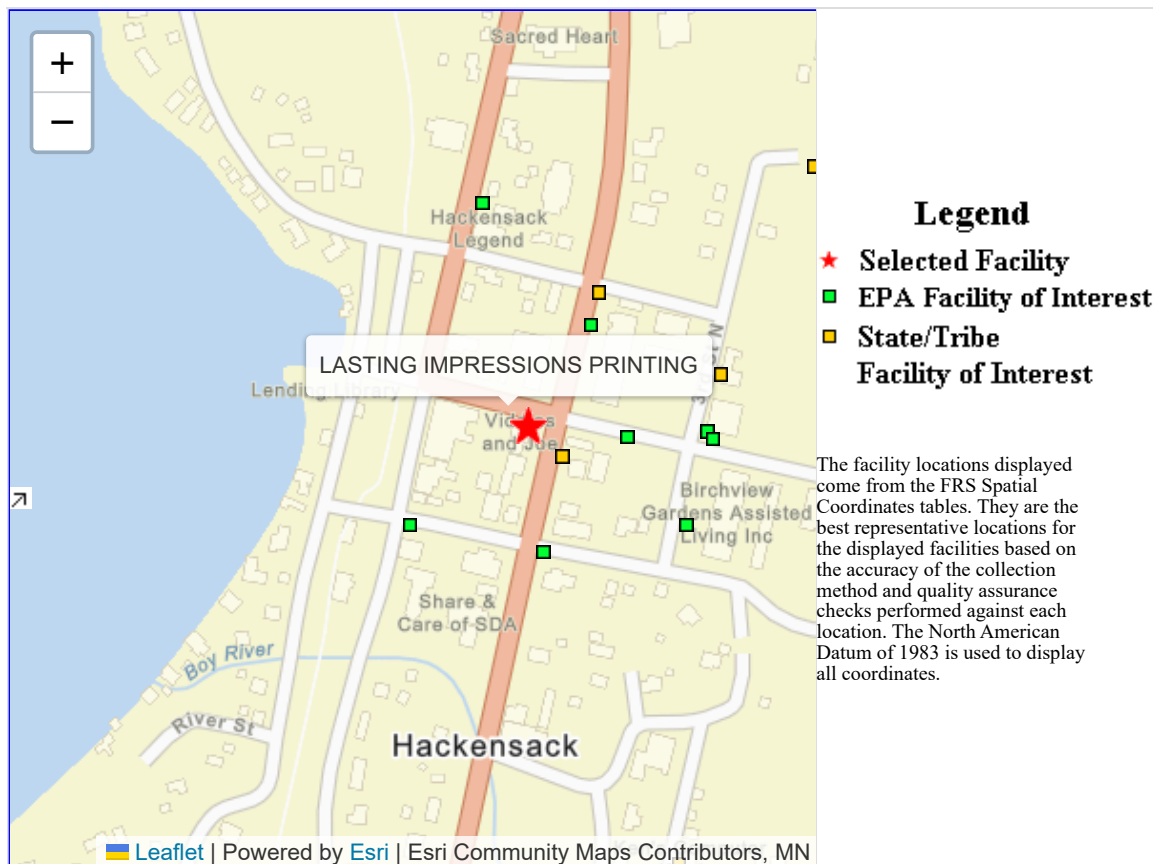 Sacred Heart
+
−
Hackensack
Legend
Legend
Selected Facility
EPA Facility of Interest
State/Tribe
Facility of Interest
LASTING IMPRESSIONS PRINTING
Lending Library
and Joe
Birchview
Gardens Assisted
Living Inc
The facility locations displayed
come from the FRS Spatial
Coordinates tables. They are the
best representative locations for
the displayed facilities based on
the accuracy of the collection
method and quality assurance
checks performed against each
location. The North American
Datum of 1983 is used to display
all coordinates.
Share &
Care of SDA
Boy River
River St
Hackensack
Leaflet | Powered by Esri | Esri Community Maps Contributors, MN